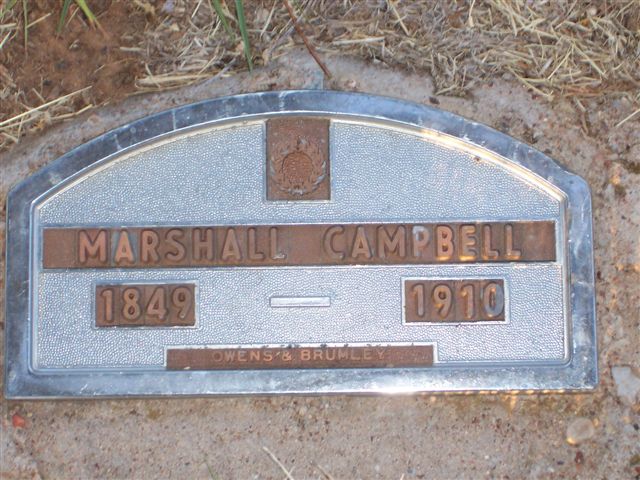 MARSHALL CAMPBELL
1849 — 1910
OWENS & BRUMLEY